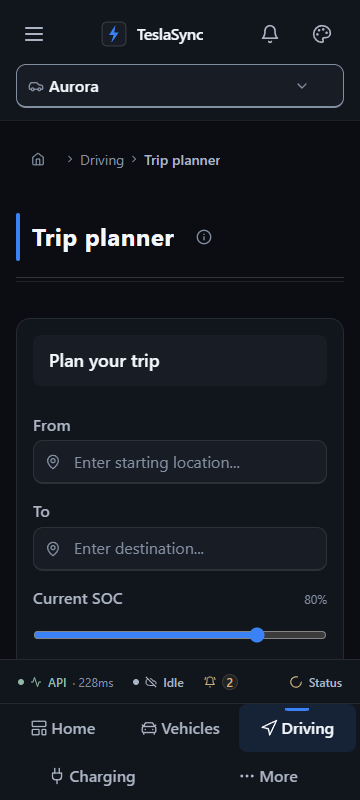 TeslaSync
Aurora
Driving
Trip planner
Trip planner
Plan your trip
From
Enter starting location...
To
Enter destination...
Current SOC 80%
API · 228ms Idle 2 Status
Home Vehicles Driving
Charging More